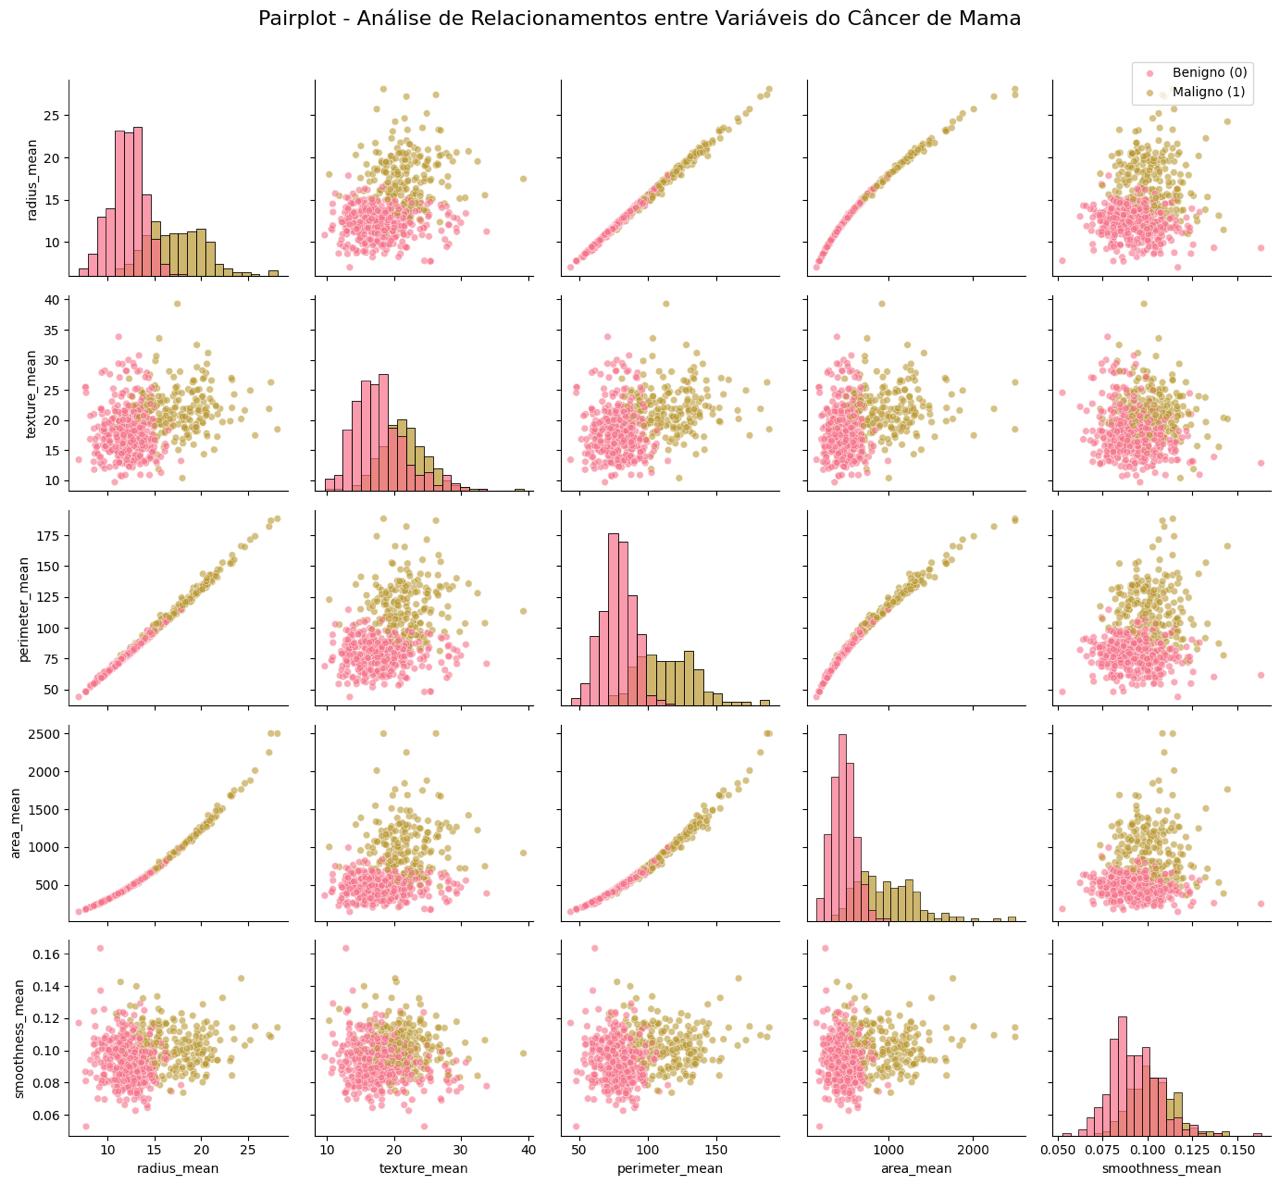 Pairplot - Análise de Relacionamentos entre Variáveis do Câncer de Mama
Benigno (0)
Maligno (1)
radius_mean
25
20
15
10
texture_mean
40
35
30
25
20
15
10
perimeter_mean
175
150
125
100
75
50
area_mean
2500
2000
1500
1000
500
smoothness_mean
0.16
0.14
0.12
0.10
0.08
0.06
10 15 20 25
10 20 30 40
50 100 150
1000 2000
0.050 0.075 0.100 0.125 0.150
radius_mean
texture_mean
perimeter_mean
area_mean
smoothness_mean